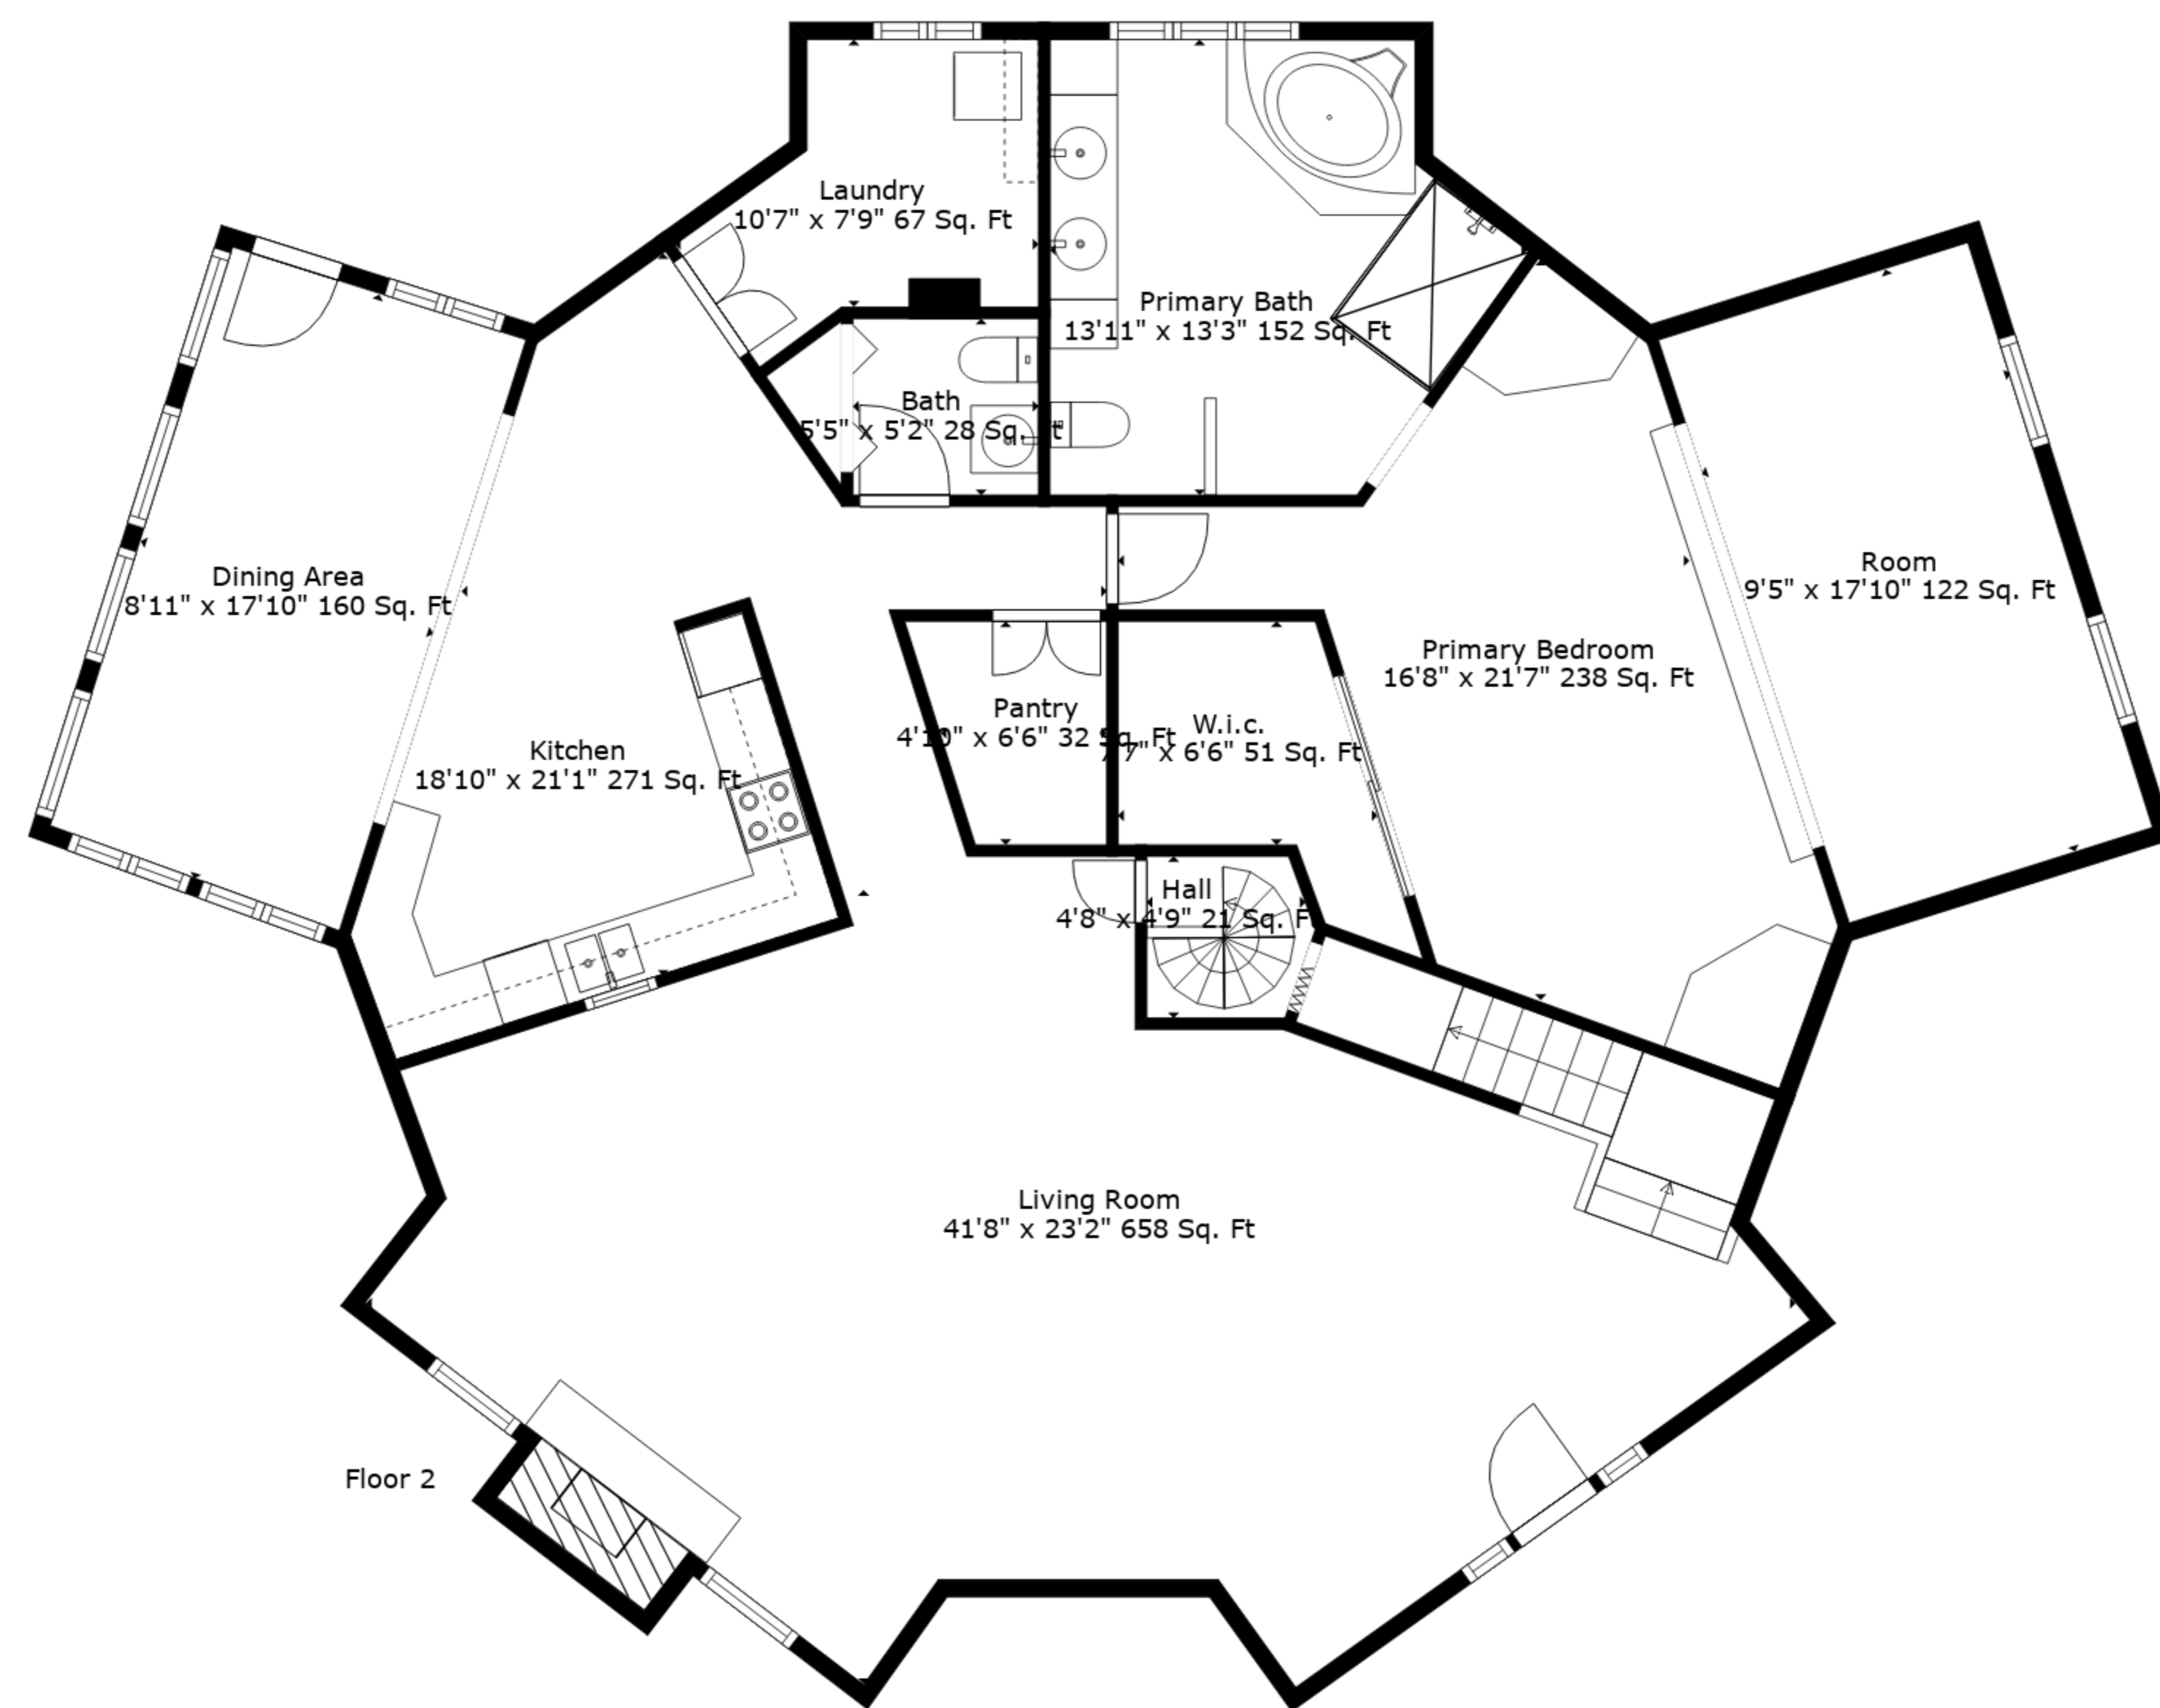 Laundry
10'7" x 7'9" 67 Sq. Ft
Primary Bath
13'11" x 13'3" 152 Sq. Ft
Bath
5'5" x 5'2" 28 Sq. Ft
Dining Area
8'11" x 17'10" 160 Sq. Ft
Room
9'5" x 17'10" 122 Sq. Ft
Primary Bedroom
16'8" x 21'7" 238 Sq. Ft
Pantry
4'10" x 6'6" 32 Sq. Ft
W.i.c.
7'7" x 6'6" 51 Sq. Ft
Kitchen
18'10" x 21'1" 271 Sq. Ft
Hall
4'8" x 4'9" 21 Sq. Ft
Living Room
41'8" x 23'2" 658 Sq. Ft
Floor 2